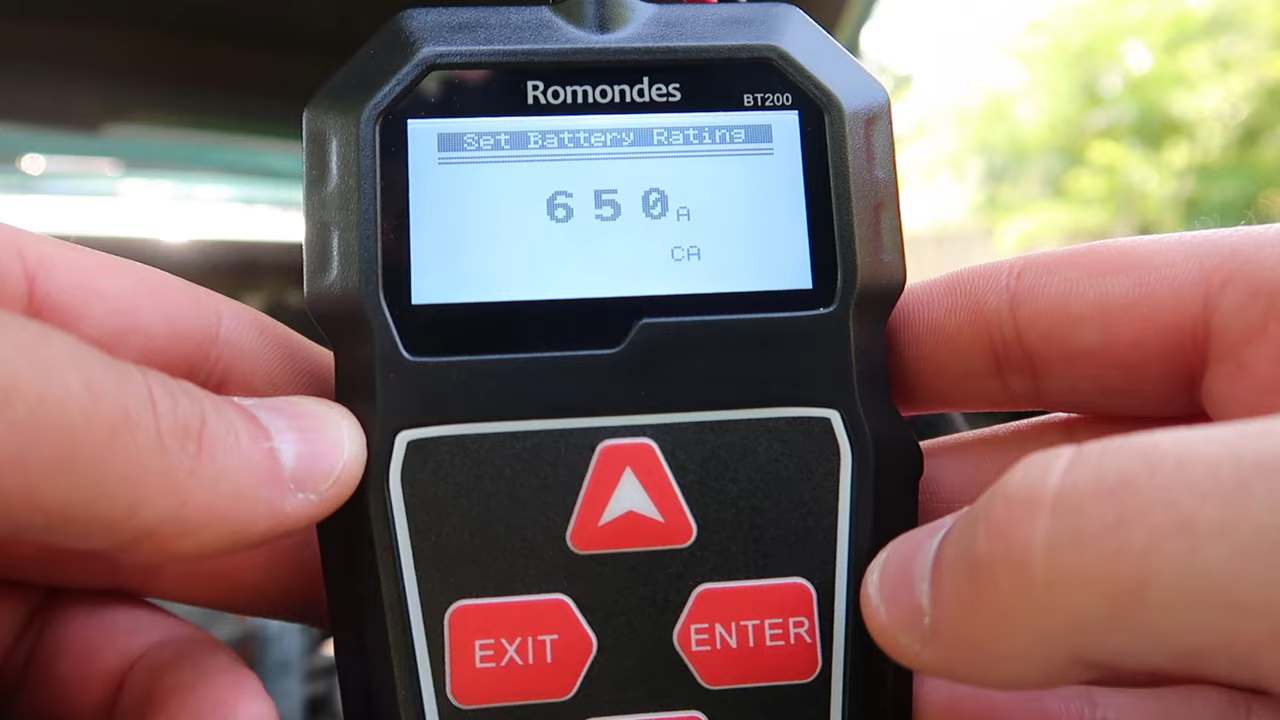 Romondes
BT200
Set Battery Rating
650A
CA
EXIT
ENTER